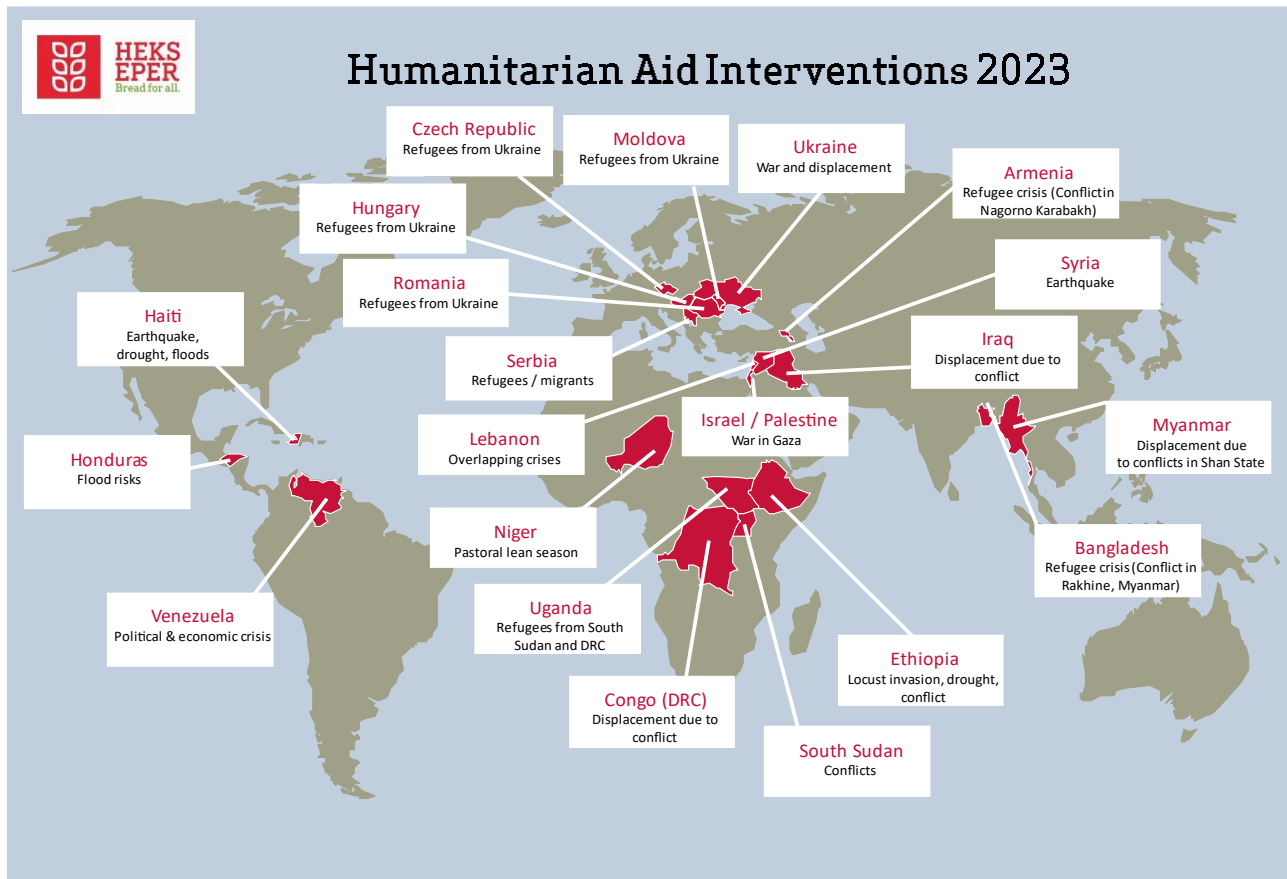 HEKS
EPER
Bread for all.
Humanitarian Aid Interventions 2023
Czech Republic
Refugees from Ukraine
Moldova
Refugees from Ukraine
Ukraine
War and displacement
Armenia
Refugee crisis (Conflict in
Nagorno Karabakh)
Hungary
Refugees from Ukraine
Syria
Earthquake
Romania
Refugees from Ukraine
Haiti
Earthquake,
drought, floods
Iraq
Displacement due to
conflict
Serbia
Refugees / migrants
Israel / Palestine
War in Gaza
Myanmar
Displacement due
to conflicts in Shan State
Lebanon
Overlapping crises
Honduras
Flood risks
Niger
Pastoral lean season
Bangladesh
Refugee crisis (Conflict in
Rakhine, Myanmar)
Venezuela
Political & economic crisis
Uganda
Refugees from South
Sudan and DRC
Ethiopia
Locust invasion, drought,
conflict
Congo (DRC)
Displacement due to
conflict
South Sudan
Conflicts